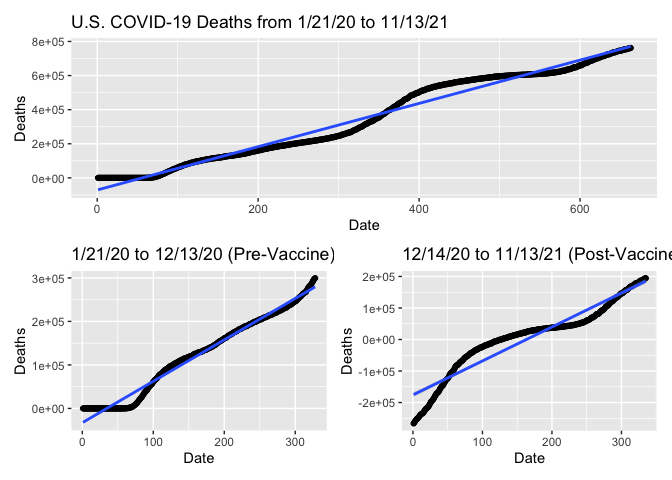 U.S. COVID-19 Deaths from 1/21/20 to 11/13/21
8e+05
6e+05
4e+05
2e+05
0e+00
Deaths
0 200 400 600
Date
1/21/20 to 12/13/20 (Pre-Vaccine)
3e+05
2e+05
1e+05
0e+00
Deaths
0 100 200 300
Date
12/14/20 to 11/13/21 (Post-Vaccine
2e+05
1e+05
0e+00
-1e+05
-2e+05
Deaths
0 100 200 300
Date